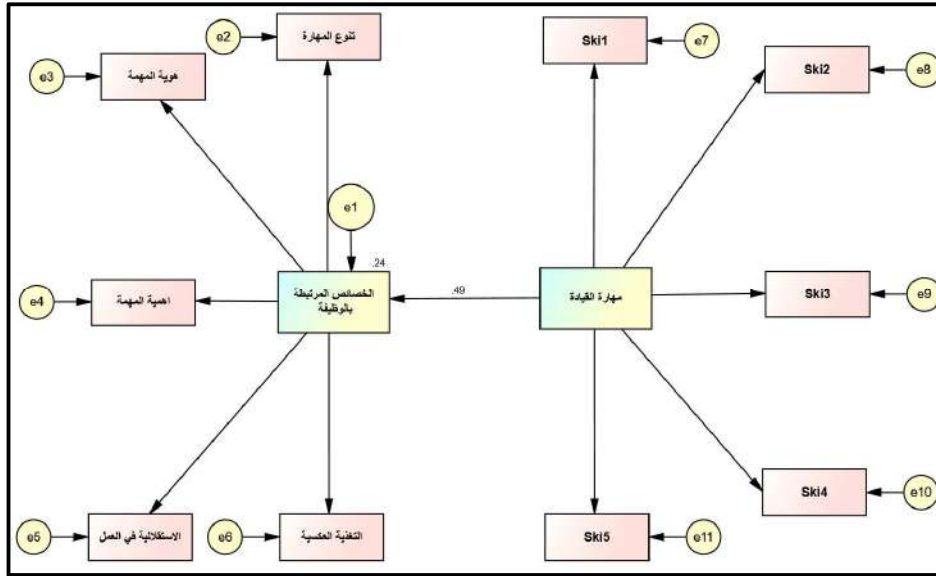 e2
تنوع المهارة
Ski1
e7
e3
هوية المهمة
Ski2
e8
e1
.24
الخصائص المرتبطة
بالوظيفة
.49
مهارة القيادة
e4
اهمية المهمة
Ski3
e9
e5
الاستقلالية في العمل
e6
التغذية العكسية
Ski5
e11
Ski4
e10